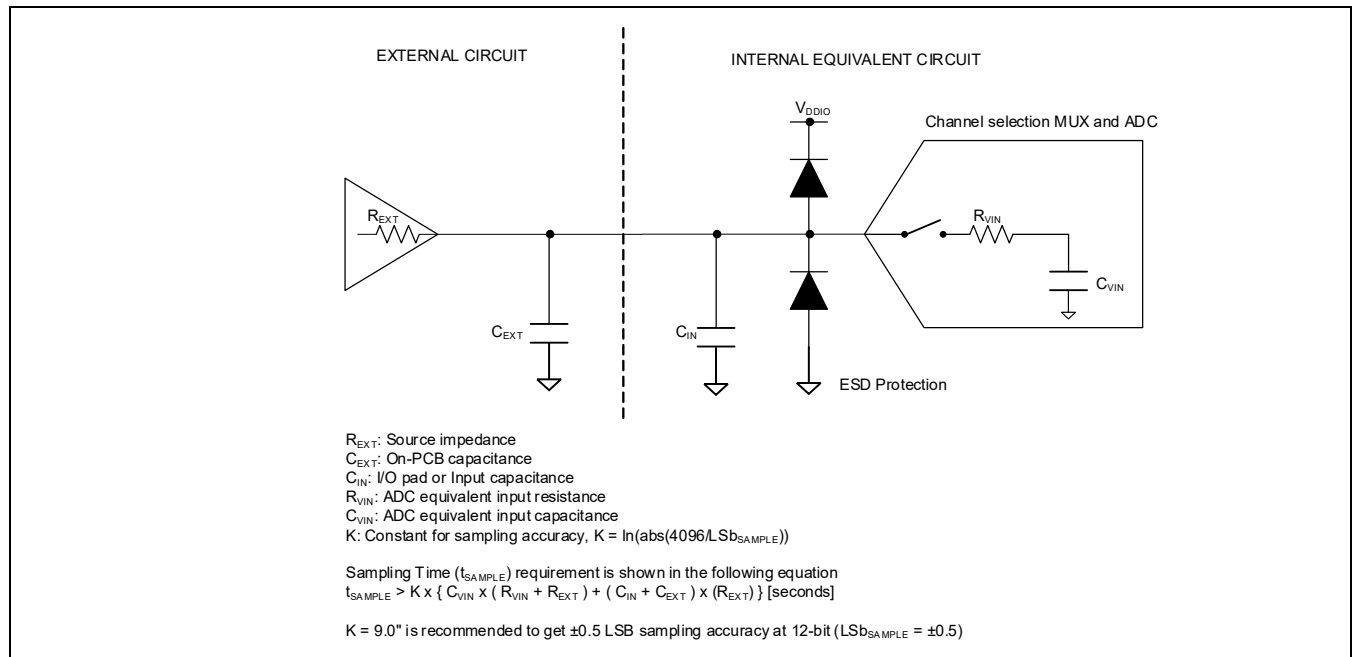 EXTERNAL CIRCUIT
INTERNAL EQUIVALENT CIRCUIT
VDDIO
Channel selection MUX and ADC
REXT
RVIN
CVIN
CEXT
CIN
ESD Protection
REXT: Source impedance
CEXT: On-PCB capacitance
CIN: I/O pad or Input capacitance
RVIN: ADC equivalent input resistance
CVIN: ADC equivalent input capacitance
K: Constant for sampling accuracy, K = ln(abs(4096/LSbSAMPLE))
Sampling Time (tSAMPLE) requirement is shown in the following equation
tSAMPLE > K x { CVIN x ( RVIN + REXT ) + ( CIN + CEXT ) x (REXT) } [seconds]
K = 9.0" is recommended to get ±0.5 LSB sampling accuracy at 12-bit (LSbSAMPLE = ±0.5)